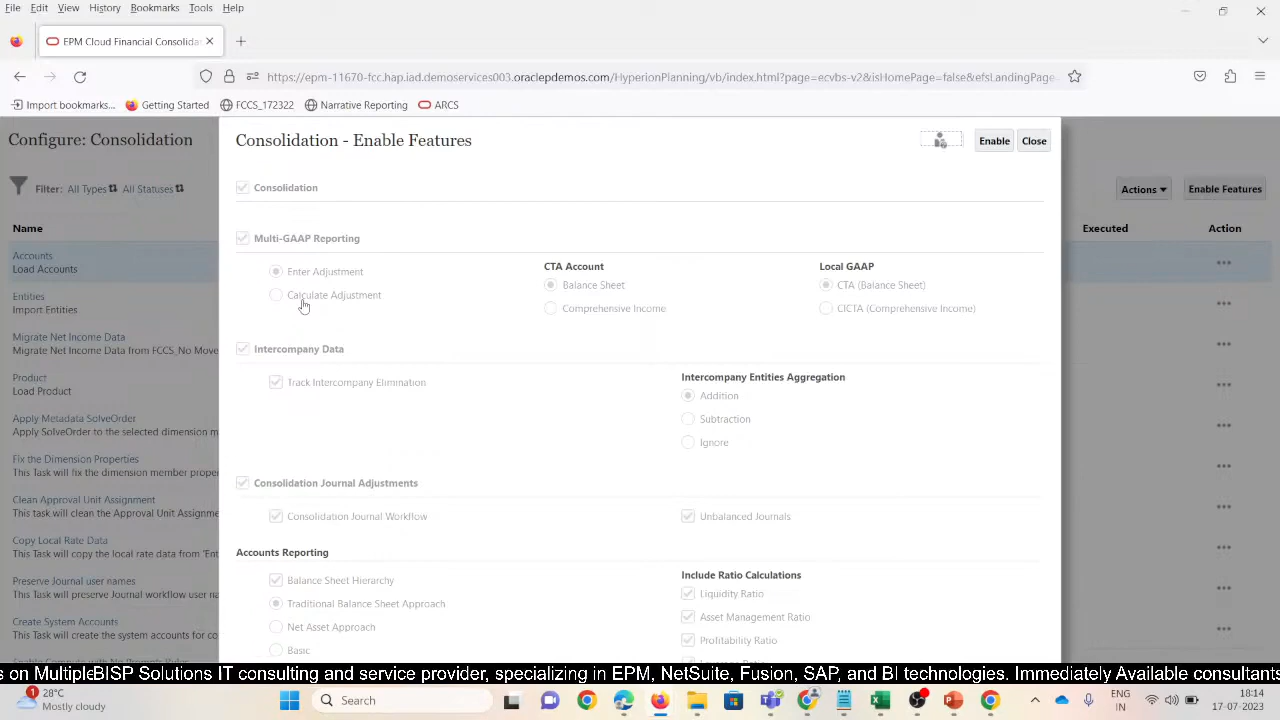 File Edit View History Bookmarks Tools Help
EPM Cloud Financial Consolida
https://epm-11670-fcc.hap.iad.demoservices003.oraclepdemos.com/HyperionPlanning/vb/index.html?page=ecvbs-v2&isHomePage=false&efsLandingPage-
Import bookmarks... Getting Started FCCS_172322 Narrative Reporting ARCS
Configure: Consolidation
Consolidation - Enable Features
Enable Close
Filter: All Types All Statuses
Consolidation
Actions Enable Features
Name
Executed Action
Multi-GAAP Reporting
Accounts
Load Accounts
Enter Adjustment
Calculate Adjustment
CTA Account
Balance Sheet
Comprehensive Income
Local GAAP
CTA (Balance Sheet)
CICTA (Comprehensive Income)
Entities
Import Entities
Migrate Net Income Data
Migrate Net Income Data from FCCS_No Move
Intercompany Data
Track Intercompany Elimination
Intercompany Entities Aggregation
Addition
Subtraction
Ignore
Product
Load Product
Apply Metadata SolveOrder
Apply SolveOrder to the selected dimension m
Fix the Dimension Properties
This Task will fix the dimension member prope
Consolidation Journal Adjustments
Consolidation Journal Workflow
Unbalanced Journals
Clean Approval Unit Assignment
This task will clean the Approval Unit Assignme
Copy Local Rate Data
This Task will copy the local rate data from 'Ent
Accounts Reporting
Balance Sheet Hierarchy
Traditional Balance Sheet Approach
Net Asset Approach
Basic
Include Ratio Calculations
Liquidity Ratio
Asset Management Ratio
Profitability Ratio
Preserve Journal user names
This Task will preserve Journal workflow user na
Create System Accounts
This Task will create the system accounts for co
s on MultipleBISP Solutions IT consulting and service provider, specializing in EPM, NetSuite, Fusion, SAP, and BI technologies. Immediately Available consultants
1
28°C
Mostly cloudy
Search
ENG
IN
18:14
17-07-2023